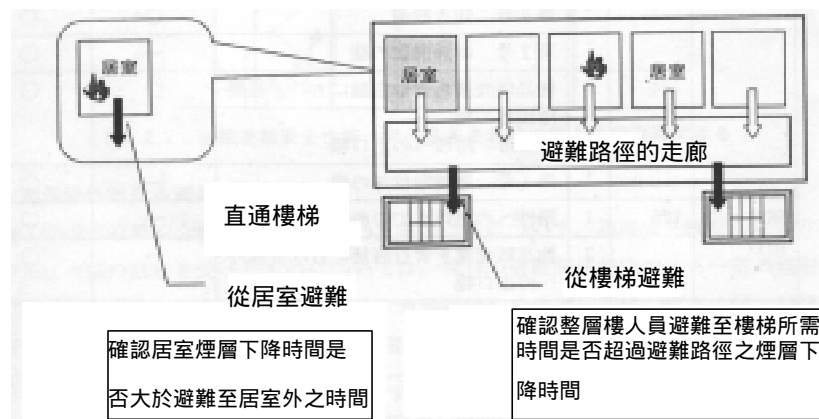 居室
居室
居室
避難路徑的走廊
直通樓梯
從居室避難
從樓梯避難
確認居室煙層下降時間是
否大於避難至居室外之時間
確認整層樓人員避難至樓梯所需
時間是否超過避難路徑之煙層下
降時間